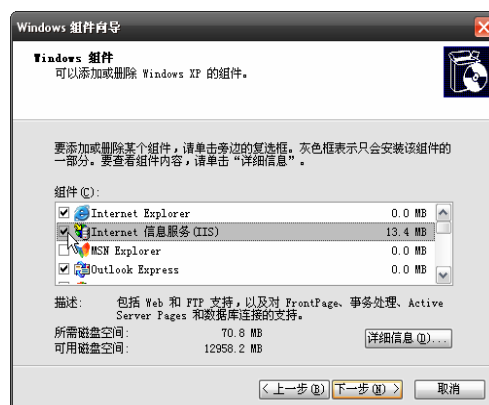 Windows 组件向导
Windows 组件
可以添加或删除 Windows XP 的组件。
要添加或删除某个组件，请单击旁边的复选框。灰色框表示只会安装该组件的
一部分。要查看组件内容，请单击“详细信息”。
组件(C):
Internet Explorer 0.0 MB
Internet 信息服务(IIS) 13.4 MB
MSN Explorer 0.0 MB
Outlook Express 0.0 MB
描述: 包括 Web 和 FTP 支持，以及对 FrontPage、事务处理、Active
Server Pages 和数据库连接的支持。
所需磁盘空间: 70.8 MB
可用磁盘空间: 12958.2 MB
详细信息(D)...
< 上一步(B) 下一步(N) > 取消